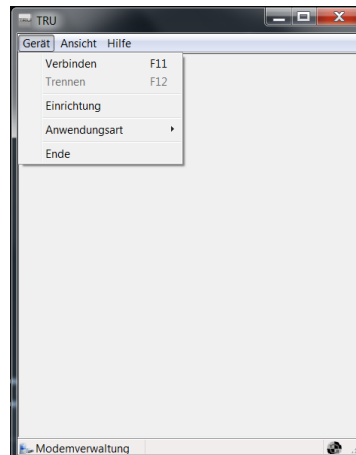 TRU
Gerät Ansicht Hilfe
Verbinden F11
Trennen F12
Einrichtung
Anwendungsart
Ende
Modemverwaltung